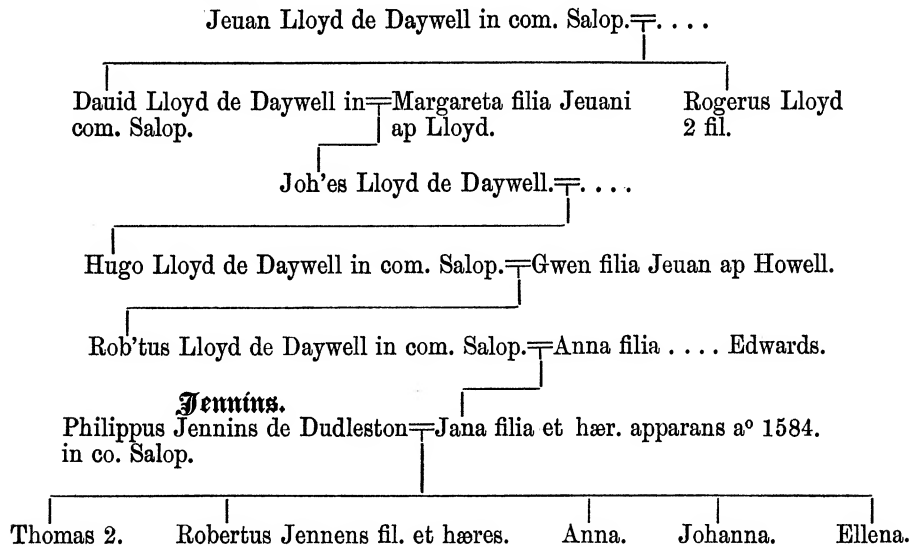 Jeuan Lloyd de Daywell in com. Salop.=. . . .
Dauid Lloyd de Daywell in=Margareta filia Jeuani Rogerus Lloyd
com. Salop. ap Lloyd. 2 fil.
Joh'es Lloyd de Daywell.=. . . .
Hugo Lloyd de Daywell in com. Salop.=Gwen filia Jeuan ap Howell.
Rob'tus Lloyd de Daywell in com. Salop.=Anna filia . . . . Edwards.
Jennins.
Philippus Jennins de Dudleston=Jana filia et hær. apparans aº 1584.
in co. Salop.
Thomas 2. Robertus Jennens fil. et hæres. Anna. Johanna. Ellena.